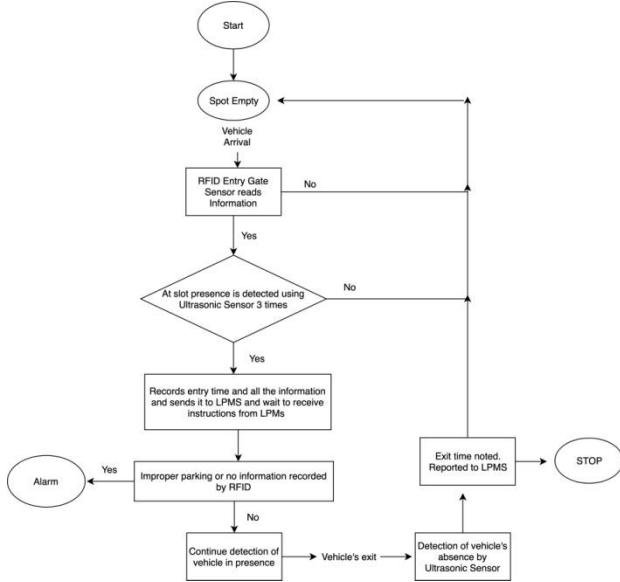 Start
Spot Empty
Vehicle
Arrival
RFID Entry Gate
Sensor reads
Information
No
Yes
At slot presence is detected using
Ultrasonic Sensor 3 times
No
Yes
Records entry time and all the information
and sends it to LPMS and wait to receive
instructions from LPMs
Alarm
Yes
Improper parking or no information recorded
by RFID
Exit time noted.
Reported to LPMS
STOP
No
Continue detection of
vehicle in presence
Vehicle's exit
Detection of vehicle's
absence by
Ultrasonic Sensor